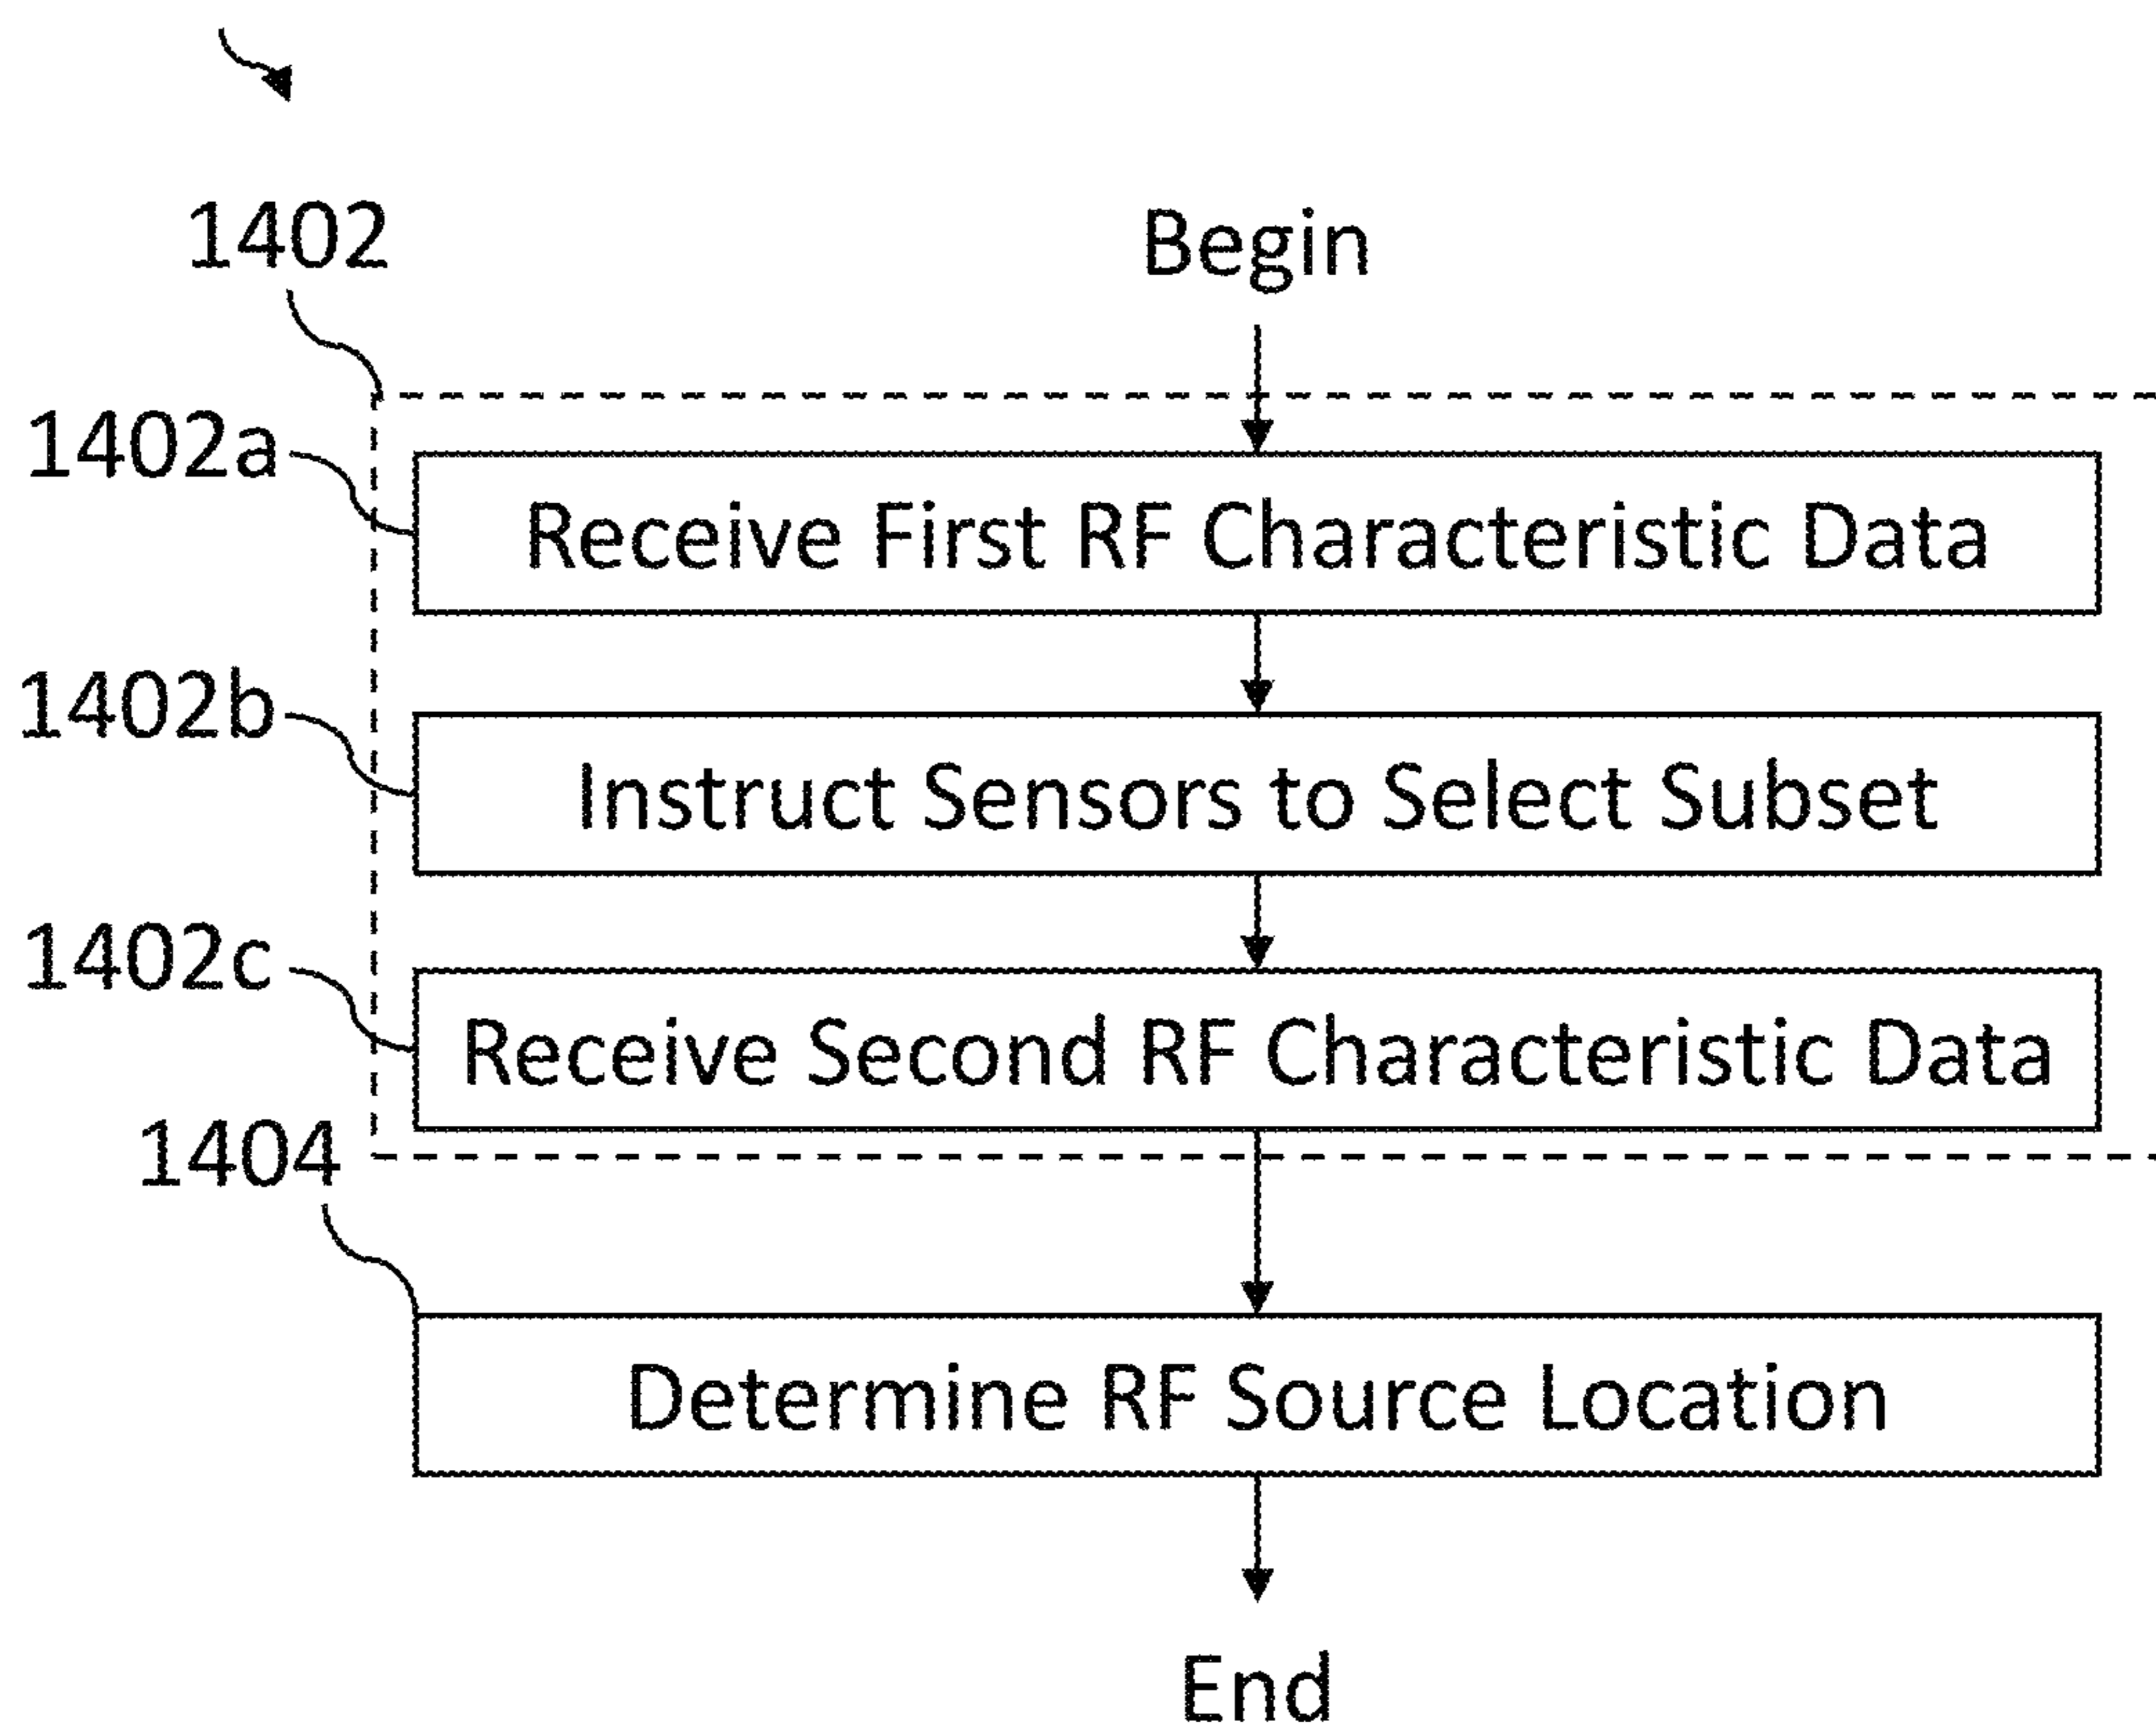 1402
Begin
1402a
Receive First RF Characteristic Data
1402b
Instruct Sensors to Select Subset
1402c
Receive Second RF Characteristic Data
1404
Determine RF Source Location
End